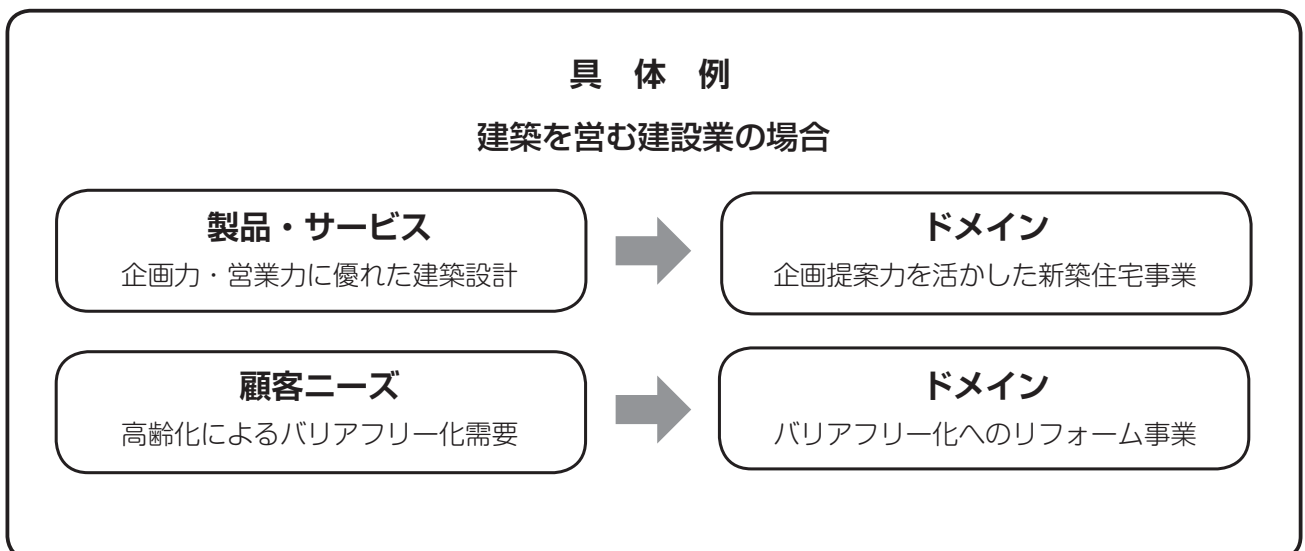 具 体 例
建築を営む建設業の場合
製品・サービス
企画力・営業力に優れた建築設計
ドメイン
企画提案力を活かした新築住宅事業
顧客ニーズ
高齢化によるバリアフリー化需要
ドメイン
バリアフリー化へのリフォーム事業